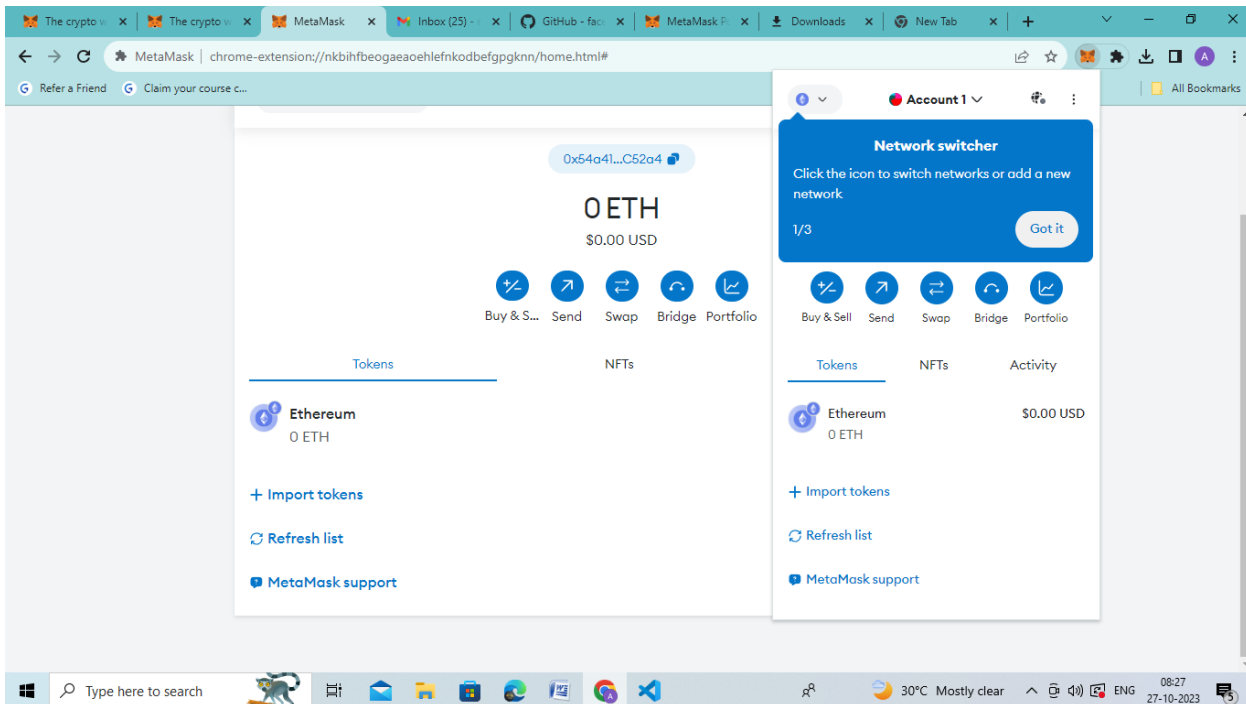 The crypto w
The crypto w
MetaMask
Inbox (25) -
GitHub - fac
MetaMask P
Downloads
New Tab
MetaMask
chrome-extension://nkbihfbeogaeaoehlefnkodbefgpgknn/home.html#
A
Refer a Friend
Claim your course c...
All Bookmarks
0x54a41...C52a4
0 ETH
$0.00 USD
Buy & S...
Send
Swap
Bridge
Portfolio
Tokens
NFTs
Ethereum
0 ETH
+ Import tokens
Refresh list
MetaMask support
Account 1
Network switcher
Click the icon to switch networks or add a new
network
1/3
Got it
Buy & Sell
Send
Swap
Bridge
Portfolio
Tokens
NFTs
Activity
Ethereum
$0.00 USD
0 ETH
+ Import tokens
Refresh list
MetaMask support
Type here to search
30°C Mostly clear
ENG
08:27
27-10-2023
5